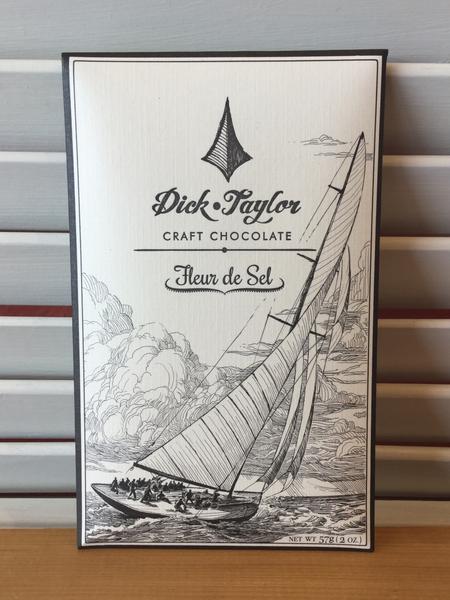 Dick • Taylor
CRAFT CHOCOLATE
Fleur de Sel
NET WT 57g (2 OZ.)